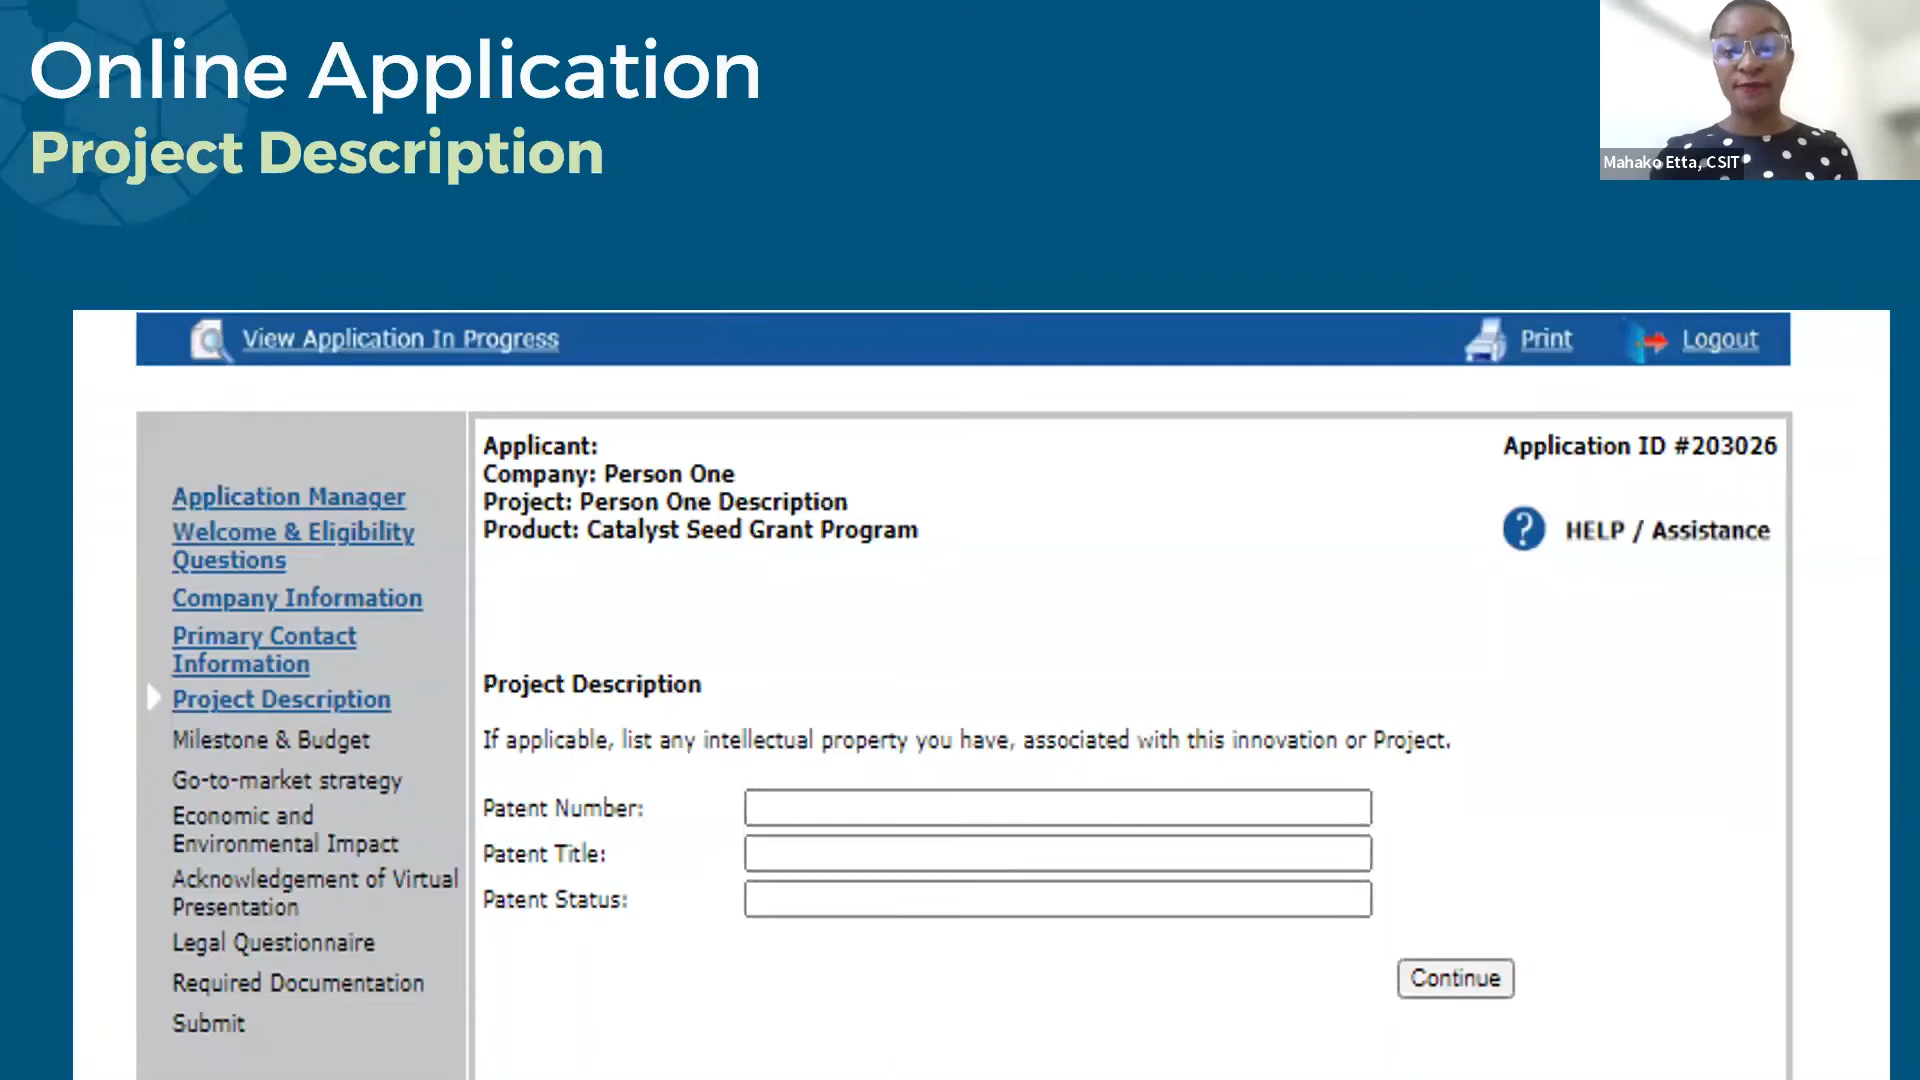 Online Application
Project Description
Mahako Etta, CSIT
View Application In Progress
Print
Logout
Applicant:
Company: Person One
Project: Person One Description
Product: Catalyst Seed Grant Program
Application ID #203026
HELP / Assistance
Application Manager
Welcome & Eligibility
Questions
Company Information
Primary Contact
Information
Project Description
Milestone & Budget
Go-to-market strategy
Economic and
Environmental Impact
Acknowledgement of Virtual
Presentation
Legal Questionnaire
Required Documentation
Submit
Project Description
If applicable, list any intellectual property you have, associated with this innovation or Project.
Patent Number:
Patent Title:
Patent Status:
Continue